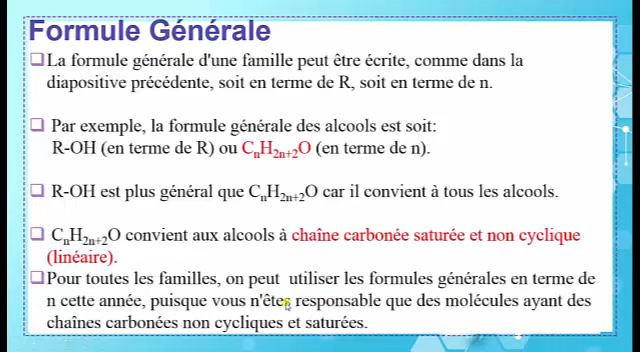 Formule Générale
❑La formule générale d'une famille peut être écrite, comme dans la
diapositive précédente, soit en terme de R, soit en terme de n.
❑ Par exemple, la formule générale des alcools est soit:
R-OH (en terme de R) ou CₙH₂ₙ₊₂O (en terme de n).
❑ R-OH est plus général que CₙH₂ₙ₊₂O car il convient à tous les alcools.
❑ CₙH₂ₙ₊₂O convient aux alcools à chaîne carbonée saturée et non cyclique
(linéaire).
❑Pour toutes les familles, on peut utiliser les formules générales en terme de
n cette année, puisque vous n'êtes responsable que des molécules ayant des
chaînes carbonées non cycliques et saturées.